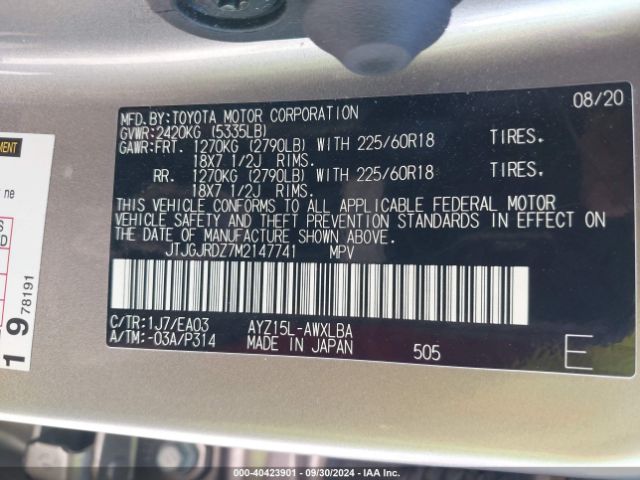 MFD.BY:TOYOTA MOTOR CORPORATION 08/20
GVWR:2420KG (5335LB)
GAWR:FRT. 1270KG (2790LB) WITH 225/60R18 TIRES.
18X7 1/2J RIMS.
RR. 1270KG (2790LB) WITH 225/60R18 TIRES.
18X7 1/2J RIMS.
THIS VEHICLE CONFORMS TO ALL APPLICABLE FEDERAL MOTOR
VEHICLE SAFETY AND THEFT PREVENTION STANDARDS IN EFFECT ON
THE DATE OF MANUFACTURE SHOWN ABOVE.
JTJGJRDZ7M2147741 MPV
C/TR:1J7/EA03 AYZ15L-AWXLBA
A/TM:-03A/P314 MADE IN JAPAN 505 E
ne
1978191
000-40423901 - 09/30/2024 - IAA Inc.